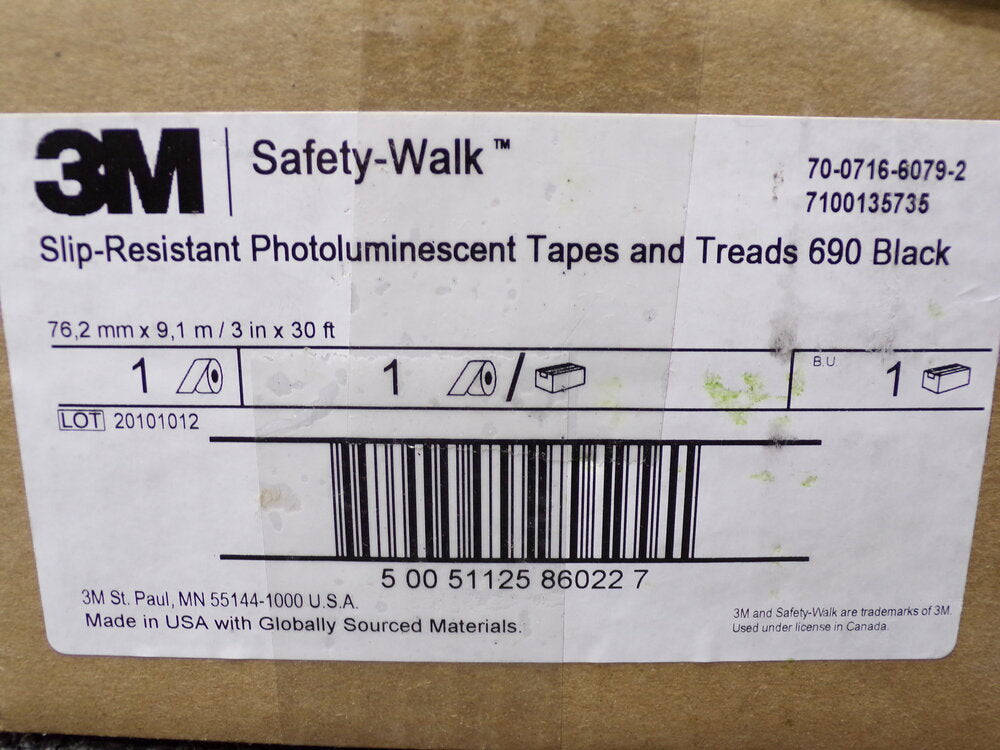 3M Safety-Walk™
70-0716-6079-2
7100135735
Slip-Resistant Photoluminescent Tapes and Treads 690 Black
76,2 mm x 9,1 m / 3 in x 30 ft
1 1 / B.U. 1
LOT 20101012
5 00 51125 86022 7
3M St. Paul, MN 55144-1000 U.S.A.
Made in USA with Globally Sourced Materials.
3M and Safety-Walk are trademarks of 3M.
Used under license in Canada.